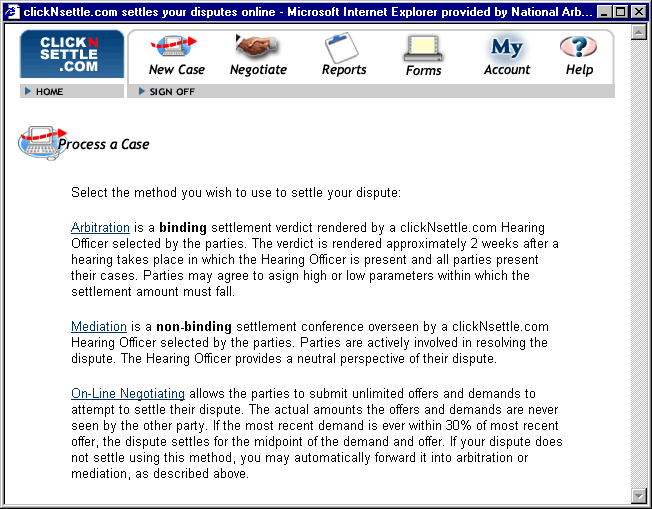 clickNsettle.com settles your disputes online - Microsoft Internet Explorer provided by National Arb...
CLICKN
SETTLE
.COM
New Case
Negotiate
Reports
Forms
My
Account
Help
HOME
SIGN OFF
Process a Case
Select the method you wish to use to settle your dispute:
Arbitration is a binding settlement verdict rendered by a clickNsettle.com Hearing
Officer selected by the parties. The verdict is rendered approximately 2 weeks after a
hearing takes place in which the Hearing Officer is present and all parties present
their cases. Parties may agree to asign high or low parameters within which the
settlement amount must fall.
Mediation is a non-binding settlement conference overseen by a clickNsettle.com
Hearing Officer selected by the parties. Parties are actively involved in resolving the
dispute. The Hearing Officer provides a neutral perspective of their dispute.
On-Line Negotiating allows the parties to submit unlimited offers and demands to
attempt to settle their dispute. The actual amounts the offers and demands are never
seen by the other party. If the most recent demand is ever within 30% of most recent
offer, the dispute settles for the midpoint of the demand and offer. If your dispute does
not settle using this method, you may automatically forward it into arbitration or
mediation, as described above.